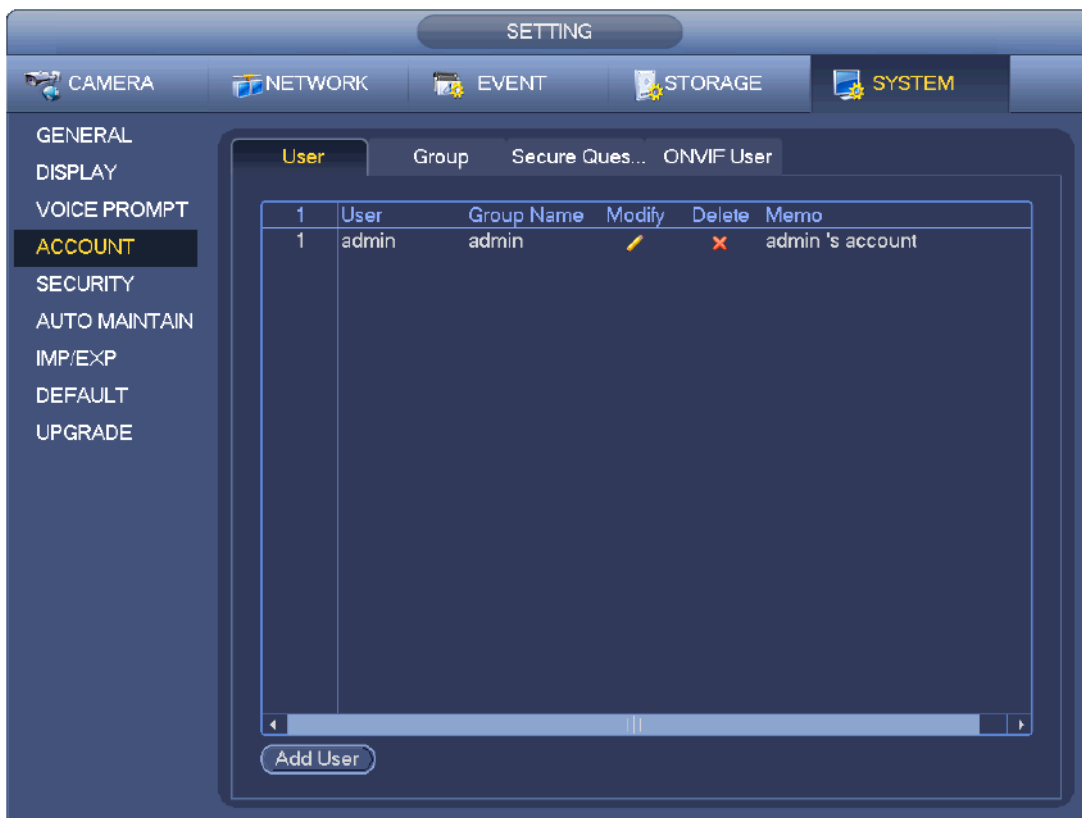 SETTING
CAMERA NETWORK EVENT STORAGE SYSTEM
GENERAL
DISPLAY
VOICE PROMPT
ACCOUNT
SECURITY
AUTO MAINTAIN
IMP/EXP
DEFAULT
UPGRADE
User Group Secure Ques... ONVIF User
1 User Group Name Modify Delete Memo
1 admin admin admin 's account
Add User